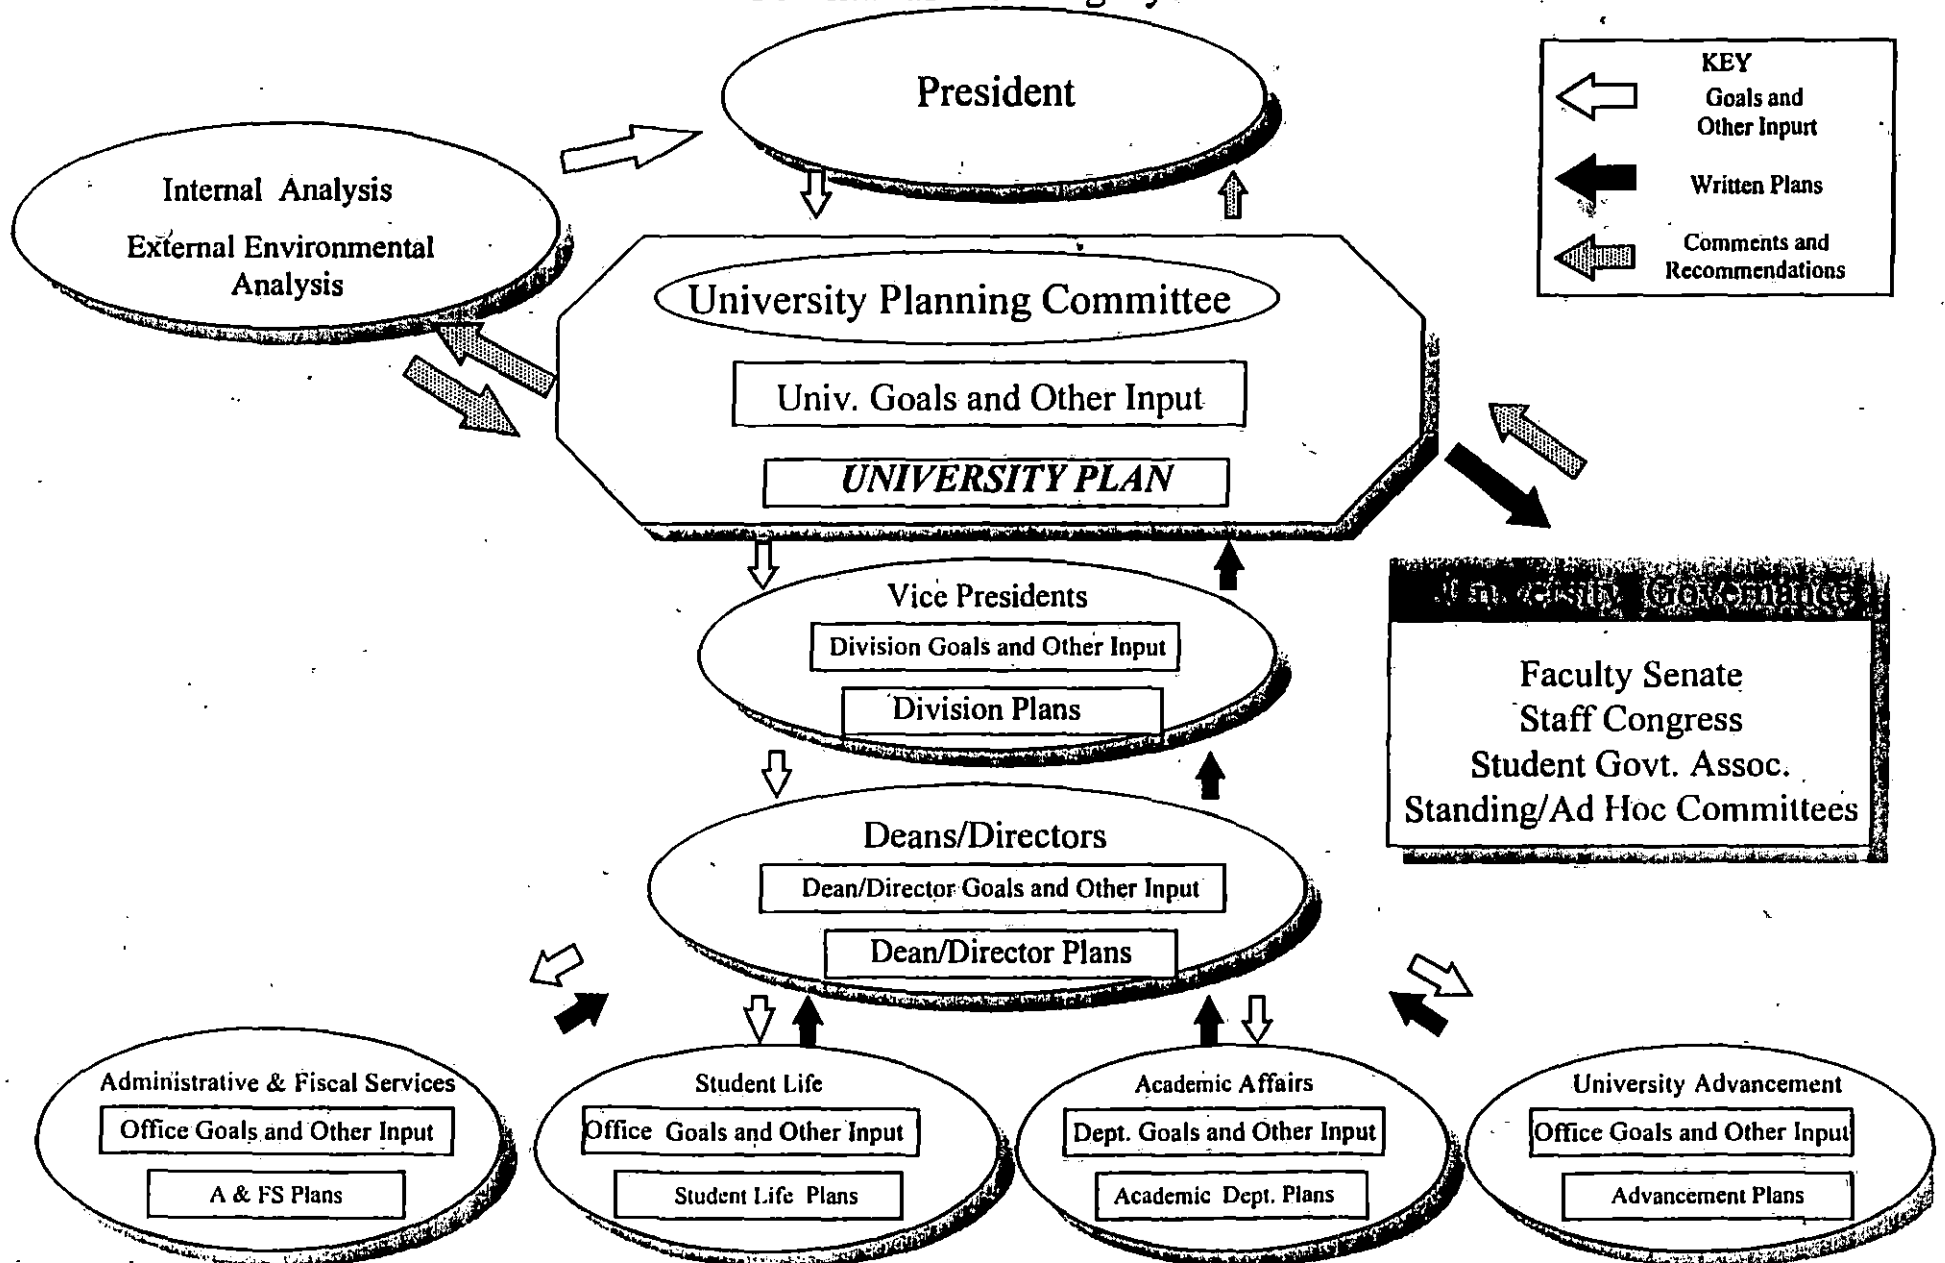 President
KEY
Goals and
Other Inpurt
Written Plans
Comments and
Recommendations
Internal Analysis
External Environmental
Analysis
University Planning Committee
Univ. Goals and Other Input
UNIVERSITY PLAN
Vice Presidents
Division Goals and Other Input
Division Plans
University Governance
Faculty Senate
Staff Congress
Student Govt. Assoc.
Standing/Ad Hoc Committees
Deans/Directors
Dean/Director Goals and Other Input
Dean/Director Plans
Administrative & Fiscal Services
Office Goals and Other Input
A & FS Plans
Student Life
Office Goals and Other Input
Student Life Plans
Academic Affairs
Dept. Goals and Other Input
Academic Dept. Plans
University Advancement
Office Goals and Other Input
Advancement Plans